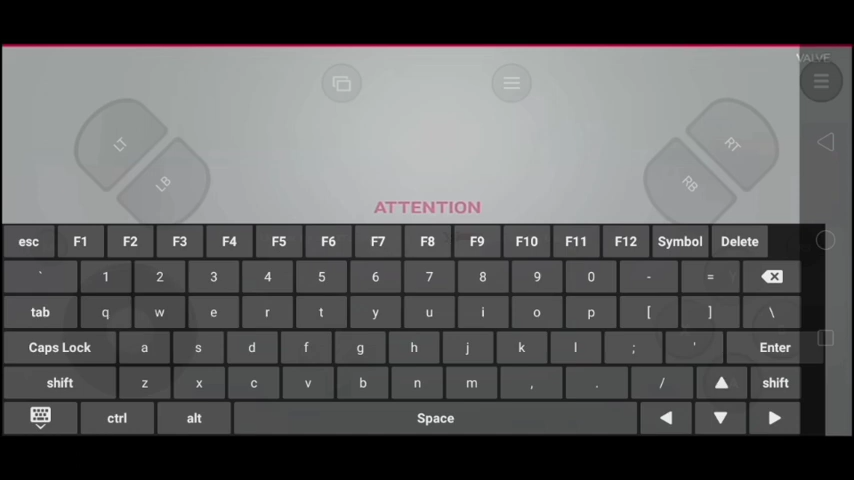 VALVE
LT
RT
LB
RB
ATTENTION
esc F1 F2 F3 F4 F5 F6 F7 F8 F9 F10 F11 F12 Symbol Delete
` 1 2 3 4 5 6 7 8 9 0 - =
tab q w e r t y u i o p [ ] \
Caps Lock a s d f g h j k l ; ' Enter
shift z x c v b n m , . / shift
ctrl alt Space